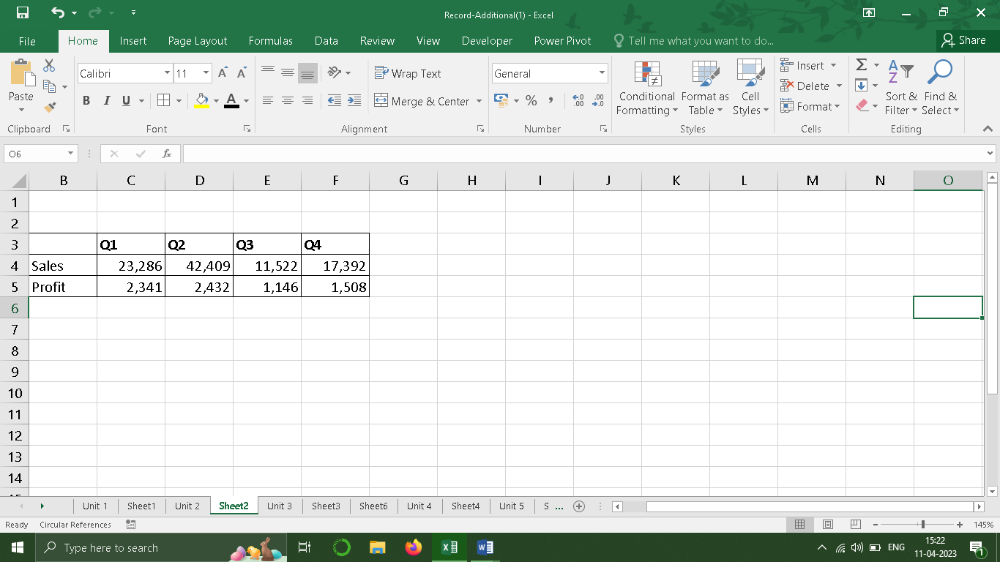 Record-Additional(1) - Excel
File Home Insert Page Layout Formulas Data Review View Developer Power Pivot Tell me what you want to do... Share
Calibri 11 A A Wrap Text General Insert
Paste B I U A Merge & Center % , .0 .00 .00 .0 Conditional Formatting Format as Table Cell Styles Delete Format Σ A Z Sort & Filter Find & Select
Clipboard Font Alignment Number Styles Cells Editing
O6 fx
B C D E F G H I J K L M N O
1
2
3 Q1 Q2 Q3 Q4
4 Sales 23,286 42,409 11,522 17,392
5 Profit 2,341 2,432 1,146 1,508
6
7
8
9
10
11
12
13
14
Unit 1 Sheet1 Unit 2 Sheet2 Unit 3 Sheet3 Sheet6 Unit 4 Sheet4 Unit 5 S ...
Ready Circular References 145%
Type here to search ENG 15:22
11-04-2023 1